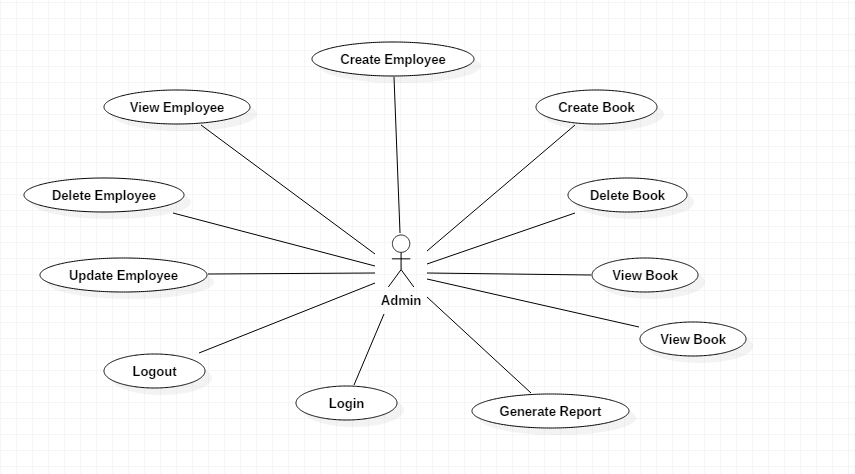 Create Employee
View Employee
Create Book
Delete Employee
Delete Book
Update Employee
View Book
Admin
View Book
Logout
Login
Generate Report